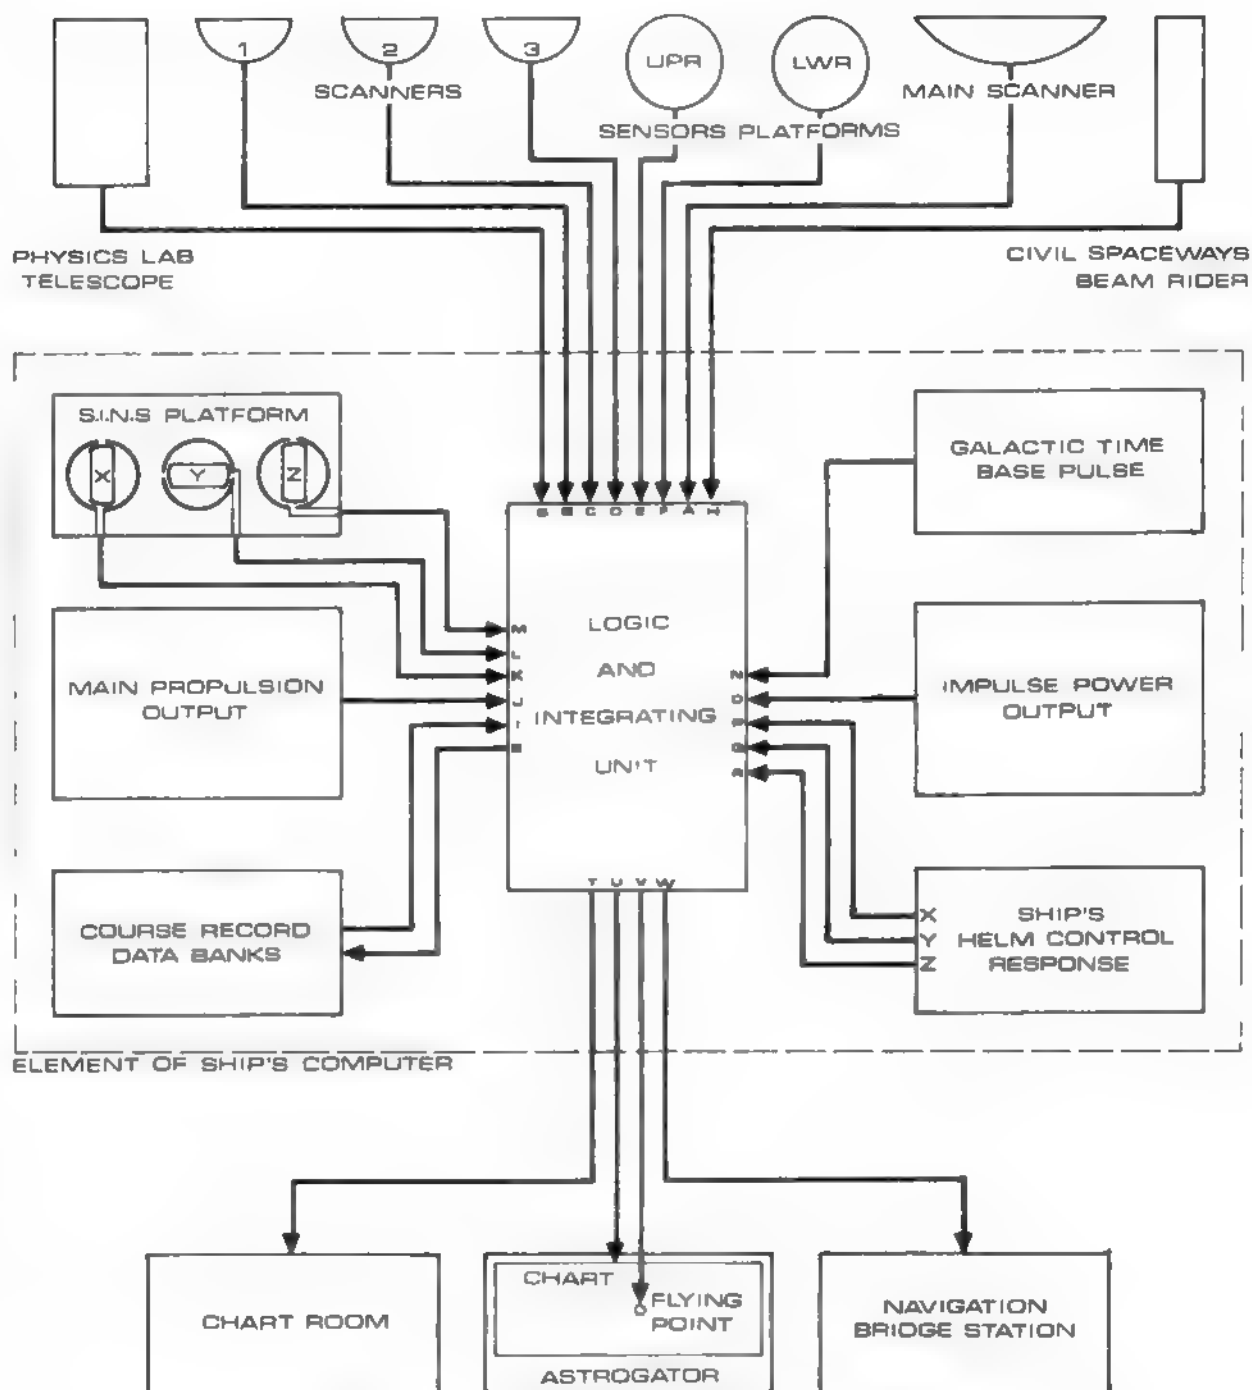 1
2
3
UPR
LWR
SCANNERS
MAIN SCANNER
SENSORS PLATFORMS
PHYSICS LAB
TELESCOPE
CIVIL SPACEWAYS
BEAM RIDER
S.I.N.S PLATFORM
X
Y
Z
GALACTIC TIME
BASE PULSE
C D E F A H
M
L
K
J
I
LOGIC
AND
INTEGRATING
UNIT
N
O
P
Q
R
MAIN PROPULSION
OUTPUT
IMPULSE POWER
OUTPUT
T U V W
COURSE RECORD
DATA BANKS
X
Y
Z
SHIP'S
HELM CONTROL
RESPONSE
ELEMENT OF SHIP'S COMPUTER
CHART ROOM
CHART
FLYING
POINT
ASTROGATOR
NAVIGATION
BRIDGE STATION